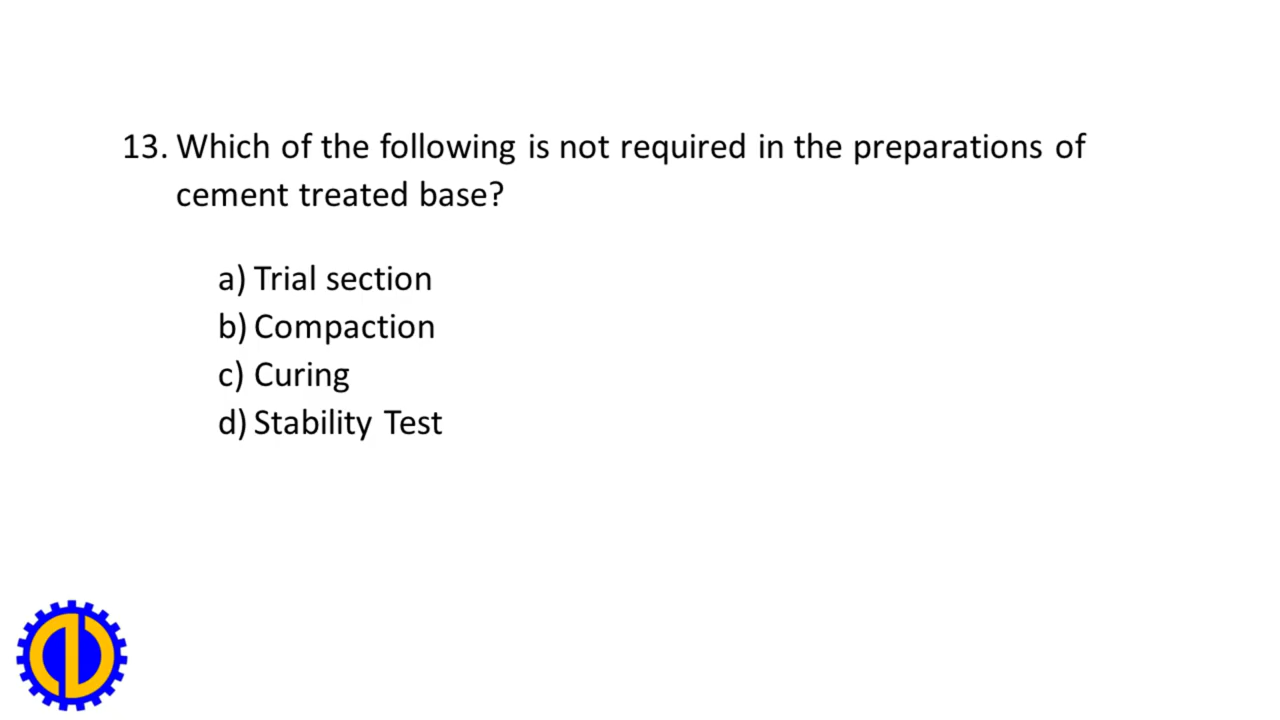 13. Which of the following is not required in the preparations of
cement treated base?
a) Trial section
b) Compaction
c) Curing
d) Stability Test